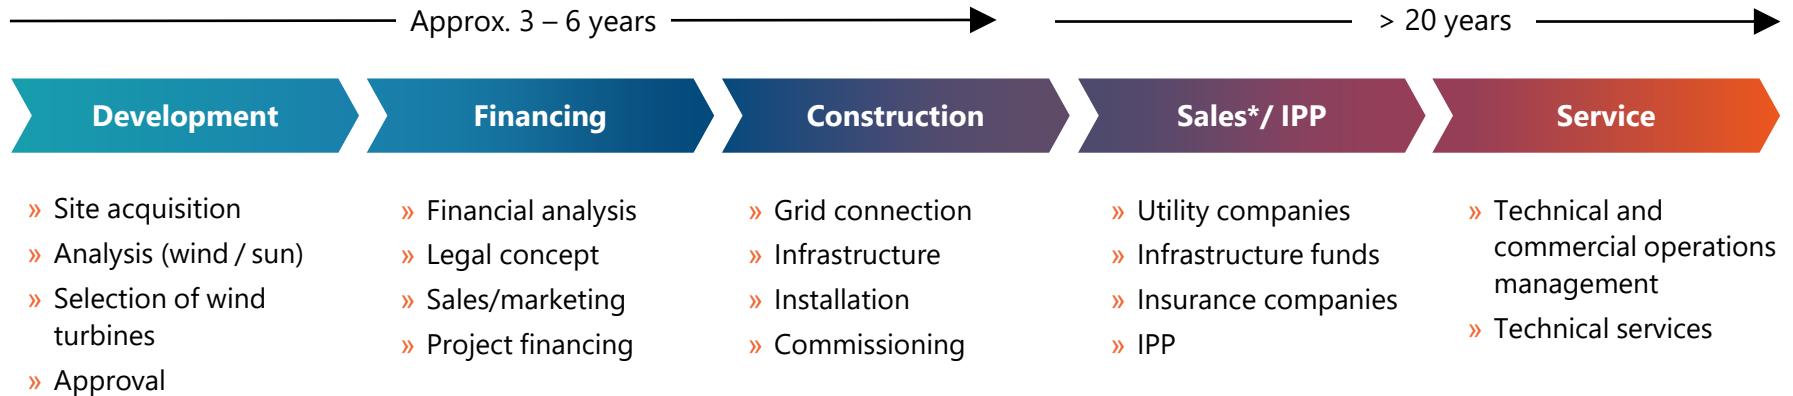 Approx. 3 – 6 years
> 20 years
Development
Financing
Construction
Sales*/ IPP
Service
» Site acquisition
» Analysis (wind / sun)
» Selection of wind
turbines
» Approval
» Financial analysis
» Legal concept
» Sales/marketing
» Project financing
» Grid connection
» Infrastructure
» Installation
» Commissioning
» Utility companies
» Infrastructure funds
» Insurance companies
» IPP
» Technical and
commercial operations
management
» Technical services